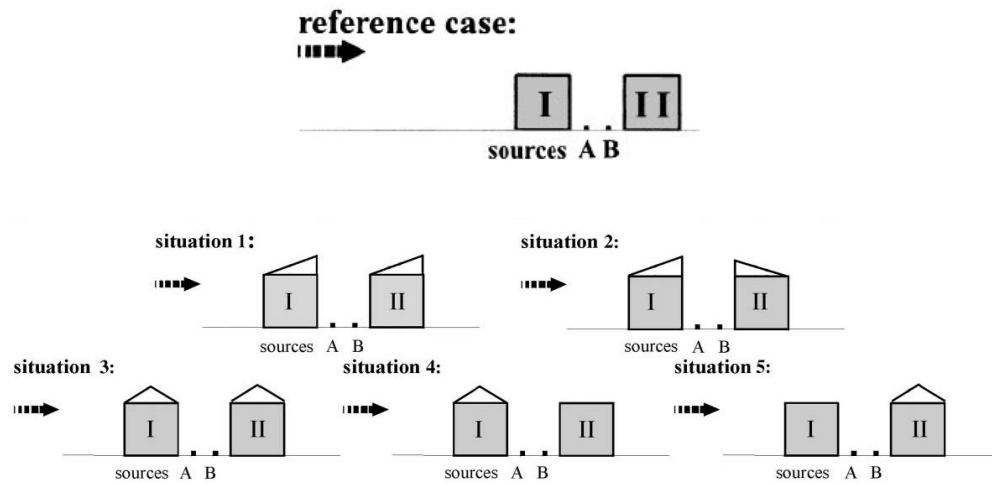 reference case:
I II
sources A B
situation 1:
I II
sources A B
situation 2:
I II
sources A B
situation 3:
I II
sources A B
situation 4:
I II
sources A B
situation 5:
I II
sources A B